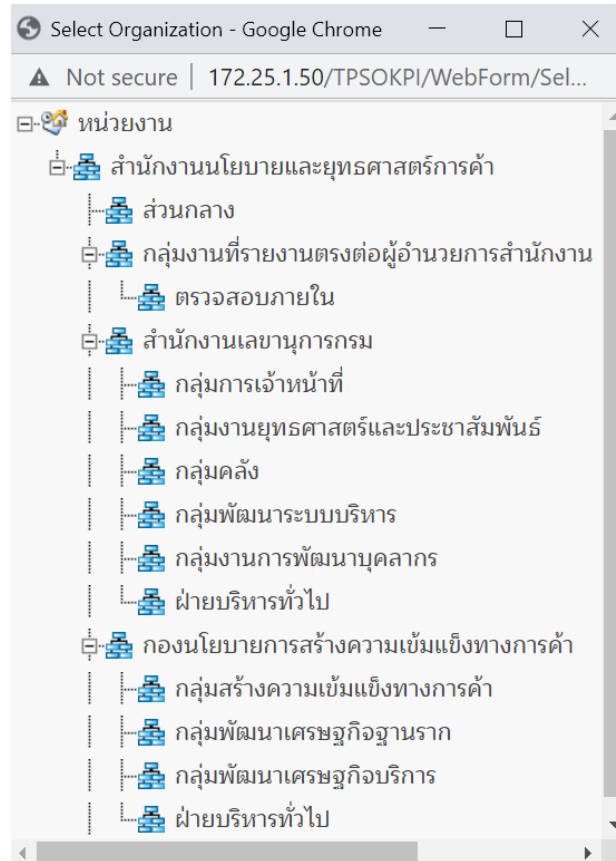 Select Organization - Google Chrome
Not secure | 172.25.1.50/TPSOKPI/WebForm/Sel...
หน่วยงาน
สำนักงานนโยบายและยุทธศาสตร์การค้า
ส่วนกลาง
กลุ่มงานที่รายงานตรงต่อผู้อำนวยการสำนักงาน
ตรวจสอบภายใน
สำนักงานเลขานุการกรม
กลุ่มการเจ้าหน้าที่
กลุ่มงานยุทธศาสตร์และประชาสัมพันธ์
กลุ่มคลัง
กลุ่มพัฒนาระบบบริหาร
กลุ่มงานการพัฒนาบุคลากร
ฝ่ายบริหารทั่วไป
กองนโยบายการสร้างความเข้มแข็งทางการค้า
กลุ่มสร้างความเข้มแข็งทางการค้า
กลุ่มพัฒนาเศรษฐกิจฐานราก
กลุ่มพัฒนาเศรษฐกิจบริการ
ฝ่ายบริหารทั่วไป